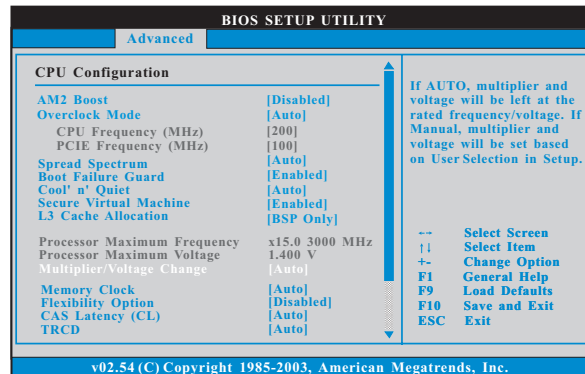 BIOS SETUP UTILITY
Advanced
CPU Configuration
AM2 Boost [Disabled]
Overclock Mode [Auto]
CPU Frequency (MHz) [200]
PCIE Frequency (MHz) [100]
Spread Spectrum [Auto]
Boot Failure Guard [Enabled]
Cool' n' Quiet [Auto]
Secure Virtual Machine [Enabled]
L3 Cache Allocation [BSP Only]
Processor Maximum Frequency x15.0 3000 MHz
Processor Maximum Voltage 1.400 V
Multiplier/Voltage Change [Auto]
Memory Clock [Auto]
Flexibility Option [Disabled]
CAS Latency (CL) [Auto]
TRCD [Auto]
If AUTO, multiplier and
voltage will be left at the
rated frequency/voltage. If
Manual, multiplier and
voltage will be set based
on User Selection in Setup.
←→ Select Screen
↑↓ Select Item
+- Change Option
F1 General Help
F9 Load Defaults
F10 Save and Exit
ESC Exit
v02.54 (C) Copyright 1985-2003, American Megatrends, Inc.